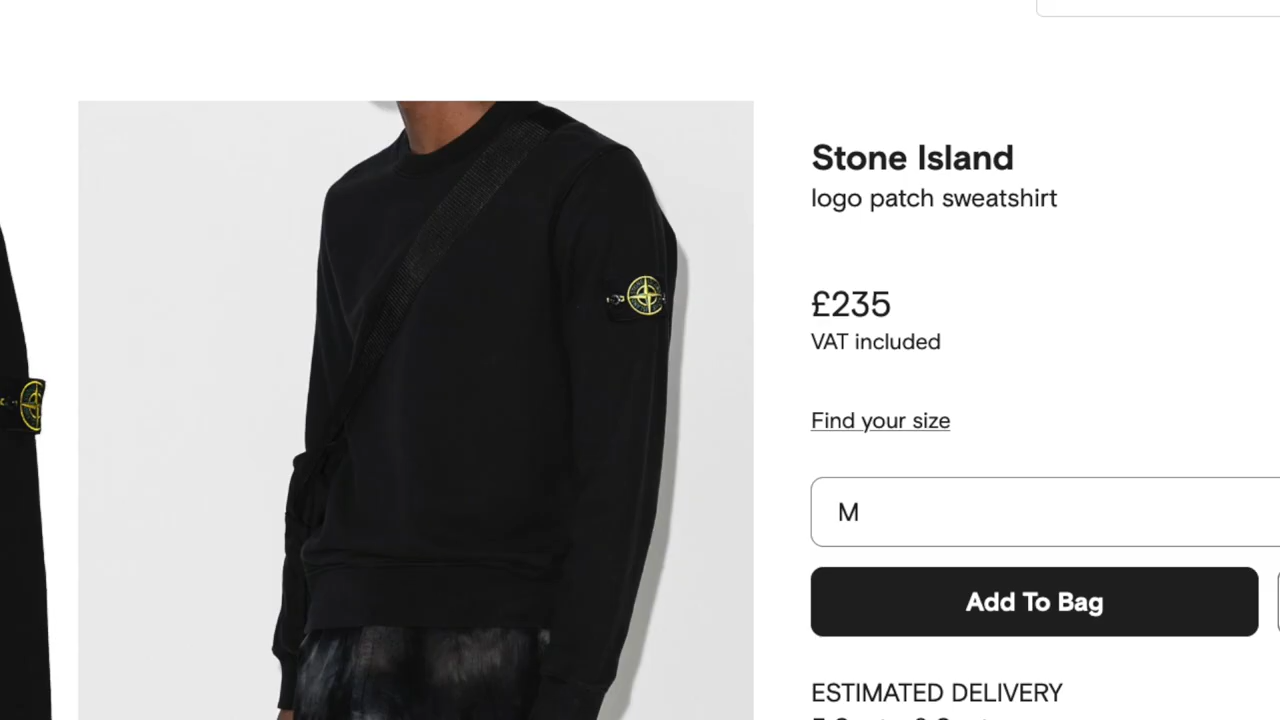 Stone Island
logo patch sweatshirt
£235
VAT included
Find your size
M
Add To Bag
ESTIMATED DELIVERY